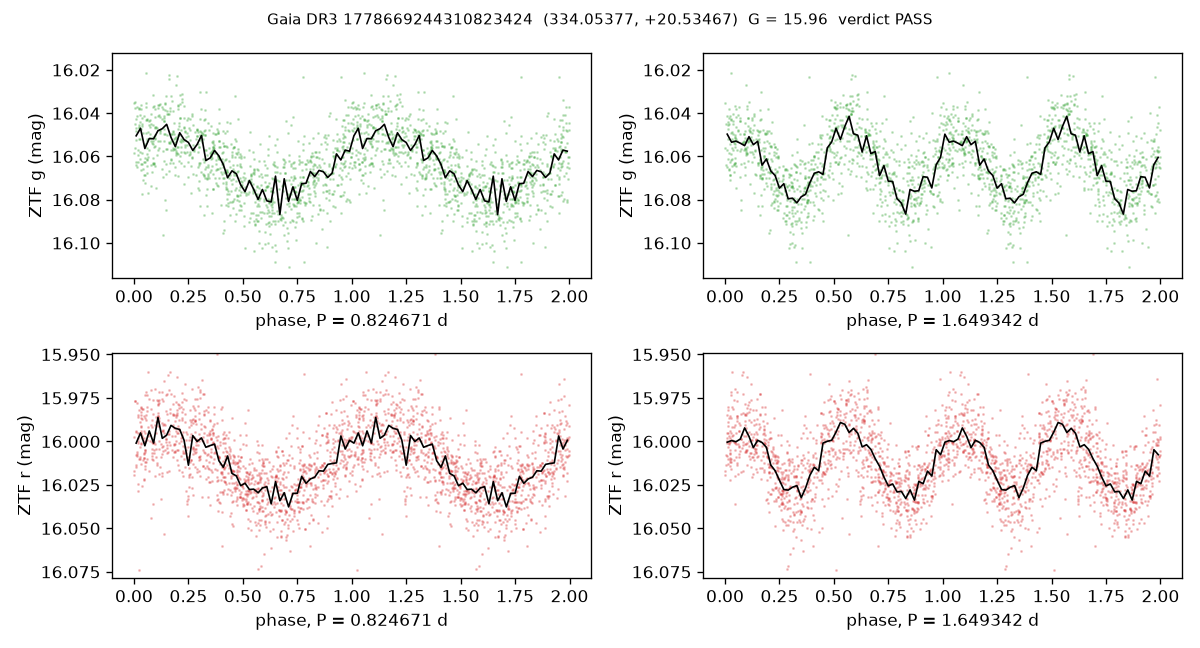 Gaia DR3 1778669244310823424 (334.05377, +20.53467) G = 15.96 verdict PASS
ZTF g (mag)
16.02
16.04
16.06
16.08
16.10
0.00 0.25 0.50 0.75 1.00 1.25 1.50 1.75 2.00
phase, P = 0.824671 d
ZTF g (mag)
16.02
16.04
16.06
16.08
16.10
0.00 0.25 0.50 0.75 1.00 1.25 1.50 1.75 2.00
phase, P = 1.649342 d
ZTF r (mag)
15.950
15.975
16.000
16.025
16.050
16.075
0.00 0.25 0.50 0.75 1.00 1.25 1.50 1.75 2.00
phase, P = 0.824671 d
ZTF r (mag)
15.950
15.975
16.000
16.025
16.050
16.075
0.00 0.25 0.50 0.75 1.00 1.25 1.50 1.75 2.00
phase, P = 1.649342 d